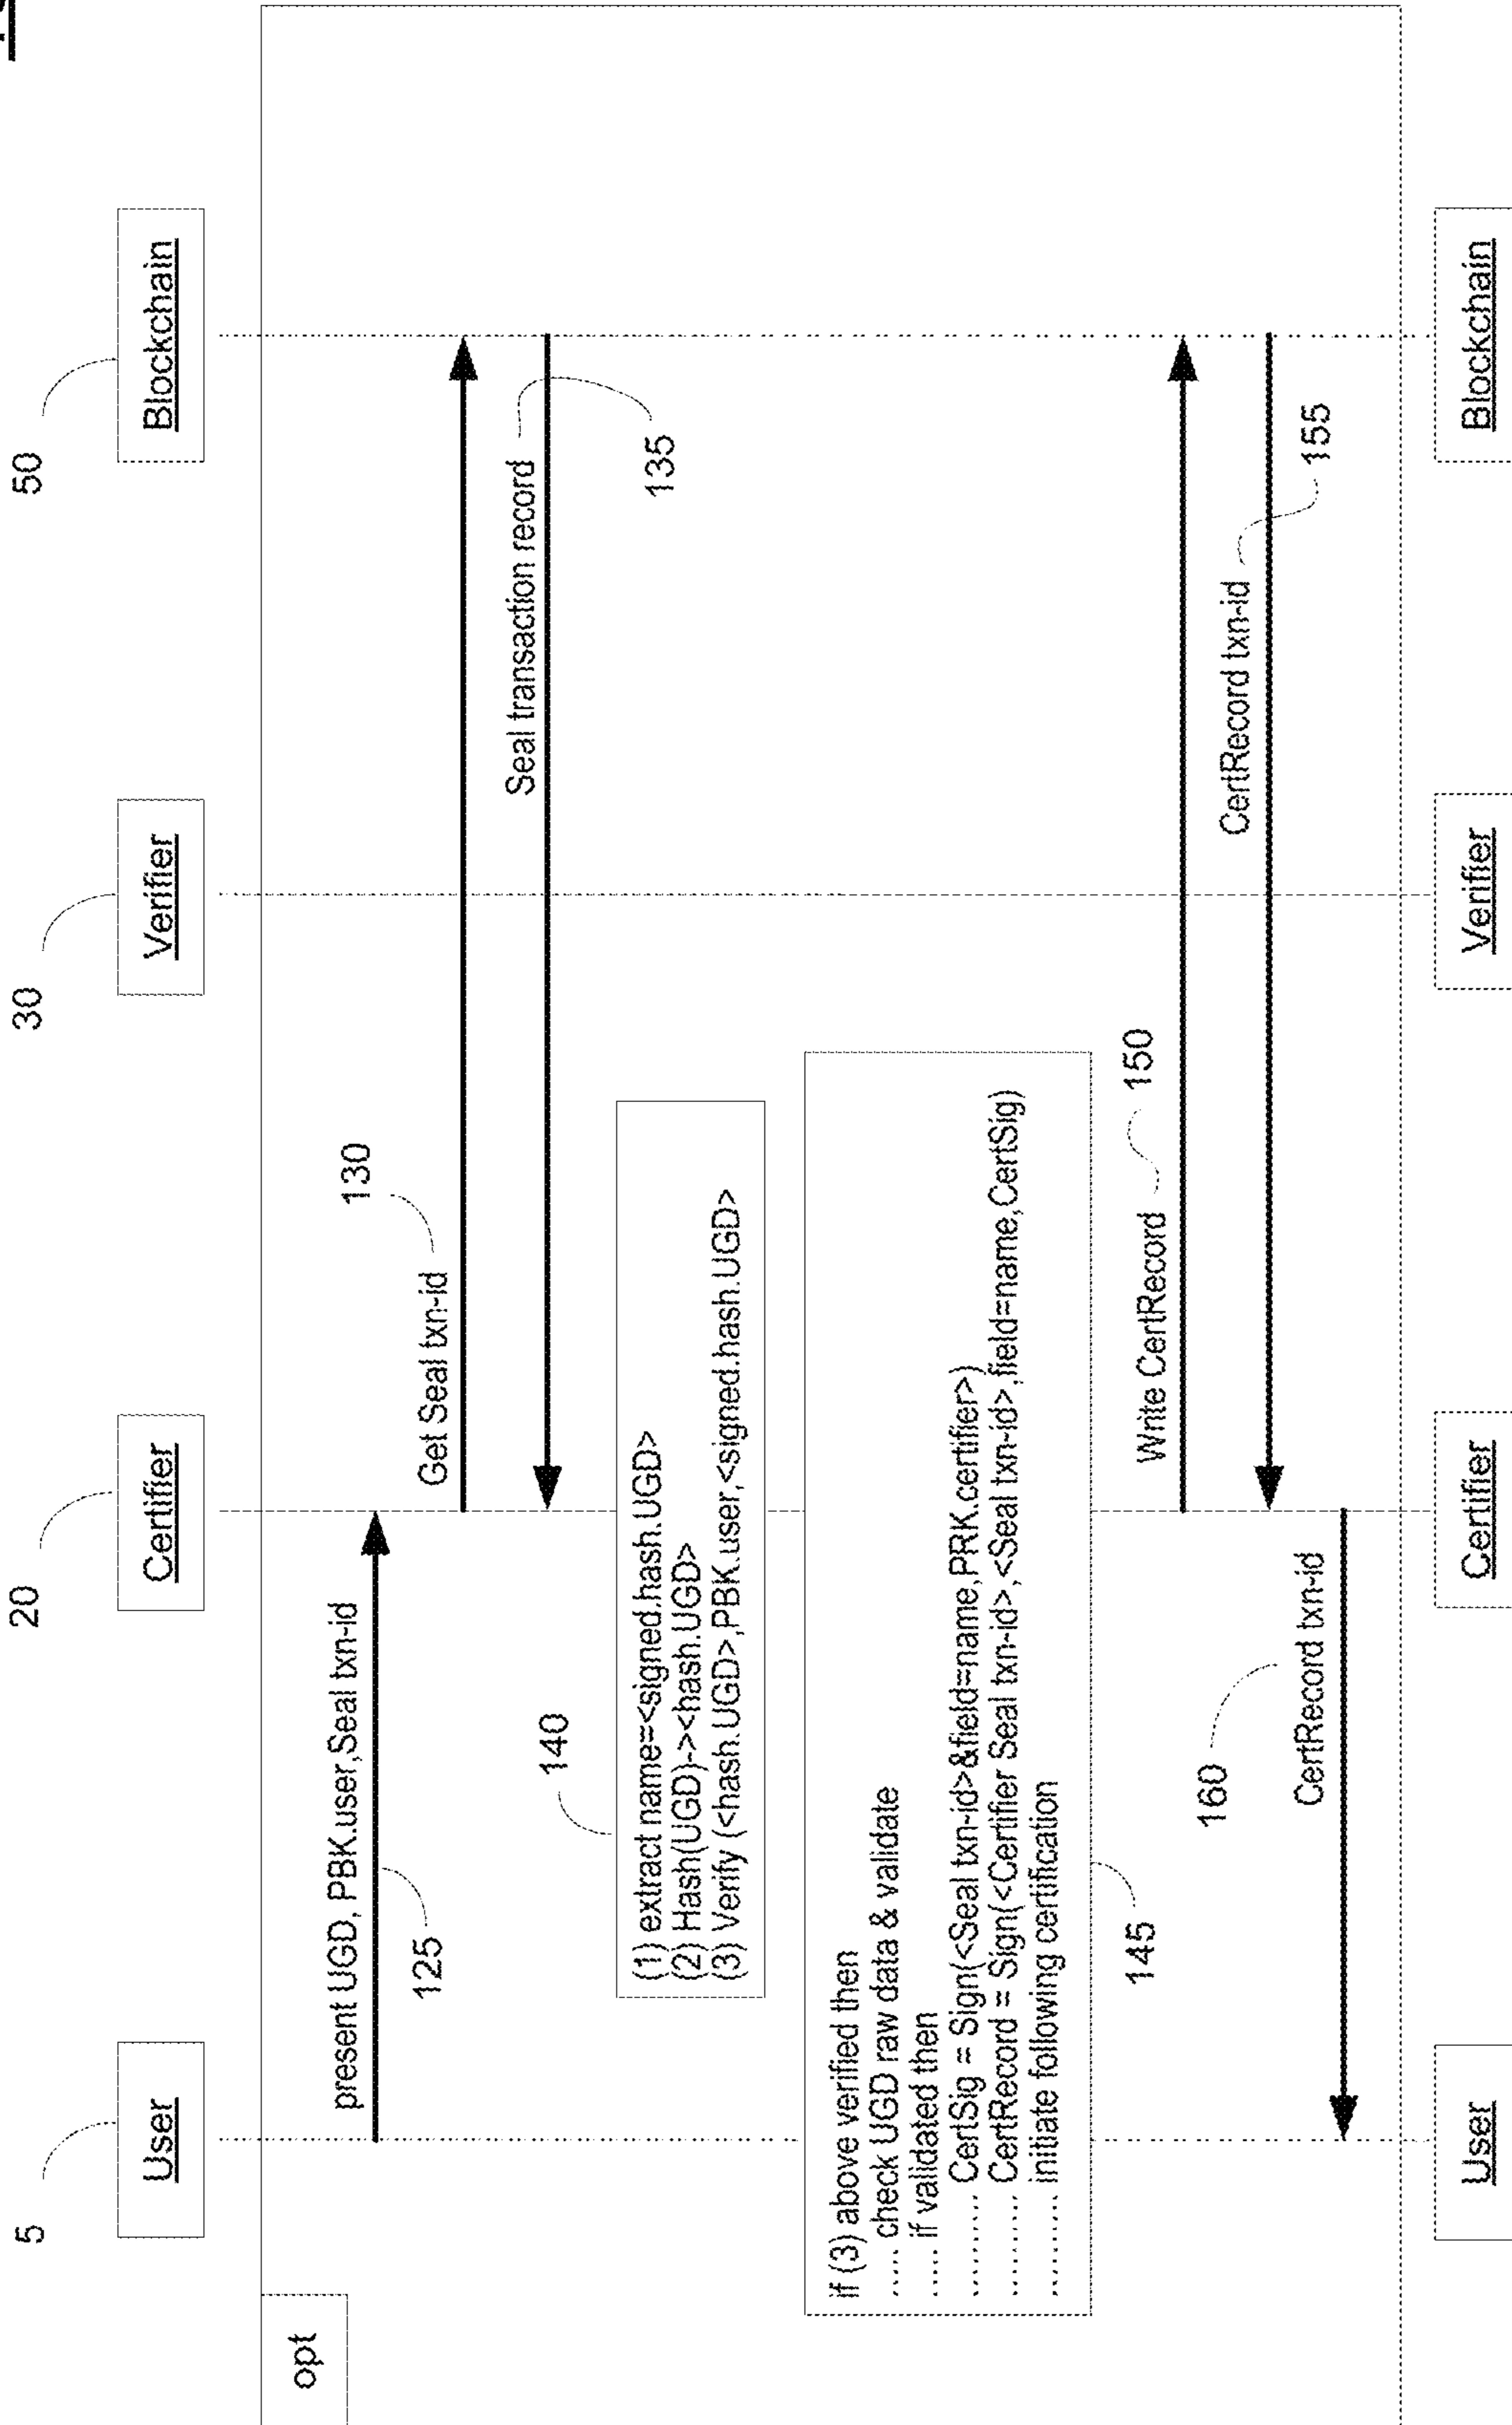 5
20
30
50
User
Certifier
Verifier
Blockchain
opt
present UGD, PBK.user,Seal txn-id
125
Get Seal txn-id
130
Seal transaction record
135
140
(1) extract name=<signed.hash.UGD>
(2) Hash(UGD)-><hash.UGD>
(3) Verify (<hash.UGD>,PBK.user,<signed.hash.UGD>
if (3) above verified then
..... check UGD raw data & validate
..... if validated then
.......... CertSig = Sign(<Seal txn-id>&field=name,PRK.certifier>)
.......... CertRecord = Sign(<Certifier Seal txn-id>,<Seal txn-id>,field=name,CertSig)
.......... initiate following certification
145
Write CertRecord
150
CertRecord txn-id
155
160
CertRecord txn-id
User
Certifier
Verifier
Blockchain